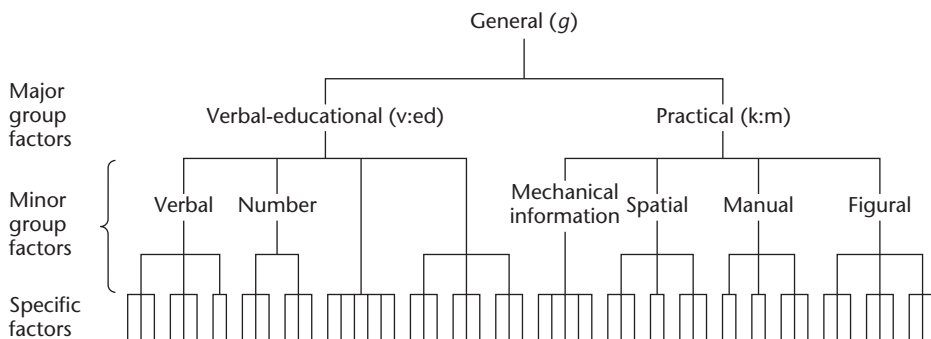 General (g)
Major
group
factors
Verbal-educational (v:ed)
Practical (k:m)
Minor
group
factors
Verbal
Number
Mechanical
information
Spatial
Manual
Figural
Specific
factors